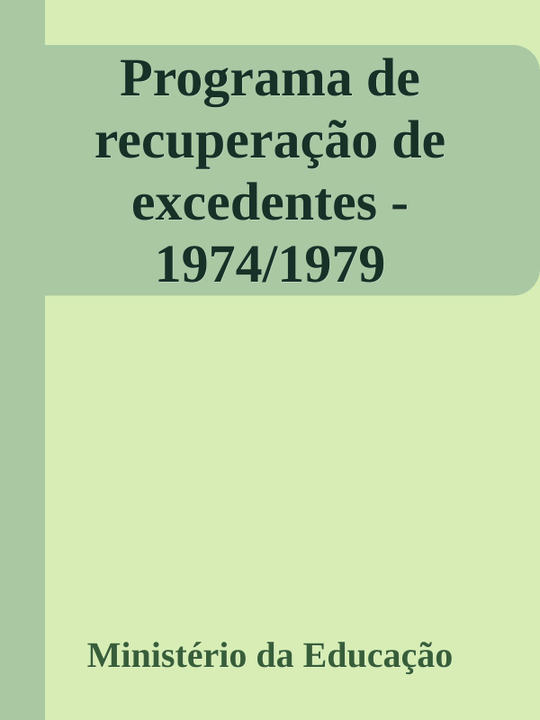 Programa de
recuperação de
excedentes -
1974/1979
Ministério da Educação